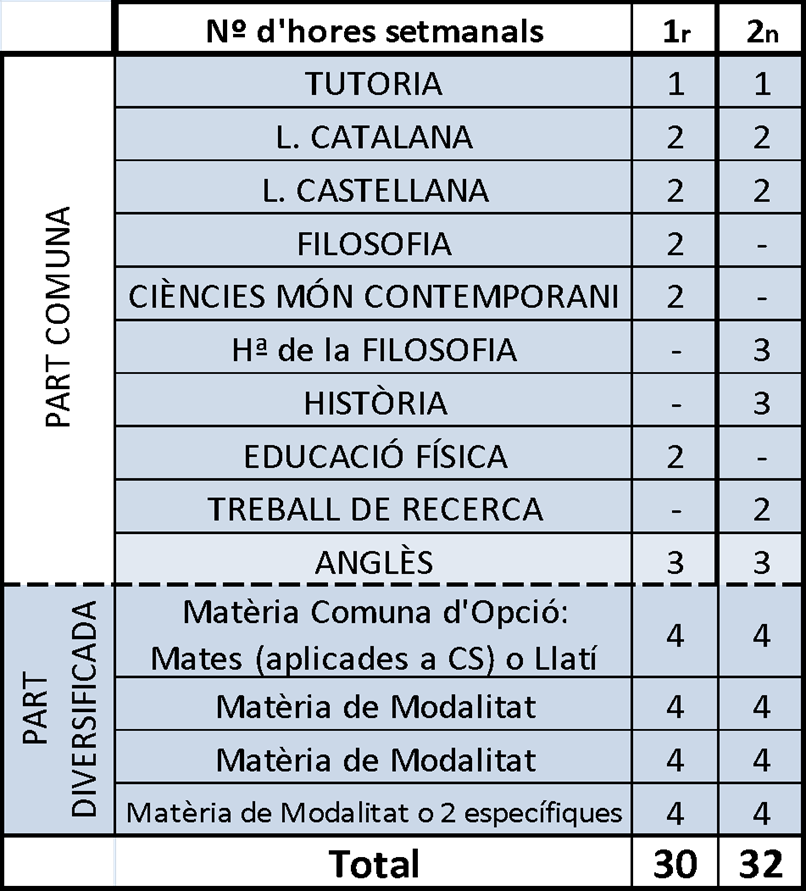 Nº d'hores setmanals 1r 2n
PART COMUNA
TUTORIA 1 1
L. CATALANA 2 2
L. CASTELLANA 2 2
FILOSOFIA 2 -
CIÈNCIES MÓN CONTEMPORANI 2 -
Hª de la FILOSOFIA - 3
HISTÒRIA - 3
EDUCACIÓ FÍSICA 2 -
TREBALL DE RECERCA - 2
ANGLÈS 3 3
PART
DIVERSIFICADA
Matèria Comuna d'Opció:
Mates (aplicades a CS) o Llatí 4 4
Matèria de Modalitat 4 4
Matèria de Modalitat 4 4
Matèria de Modalitat o 2 específiques 4 4
Total 30 32